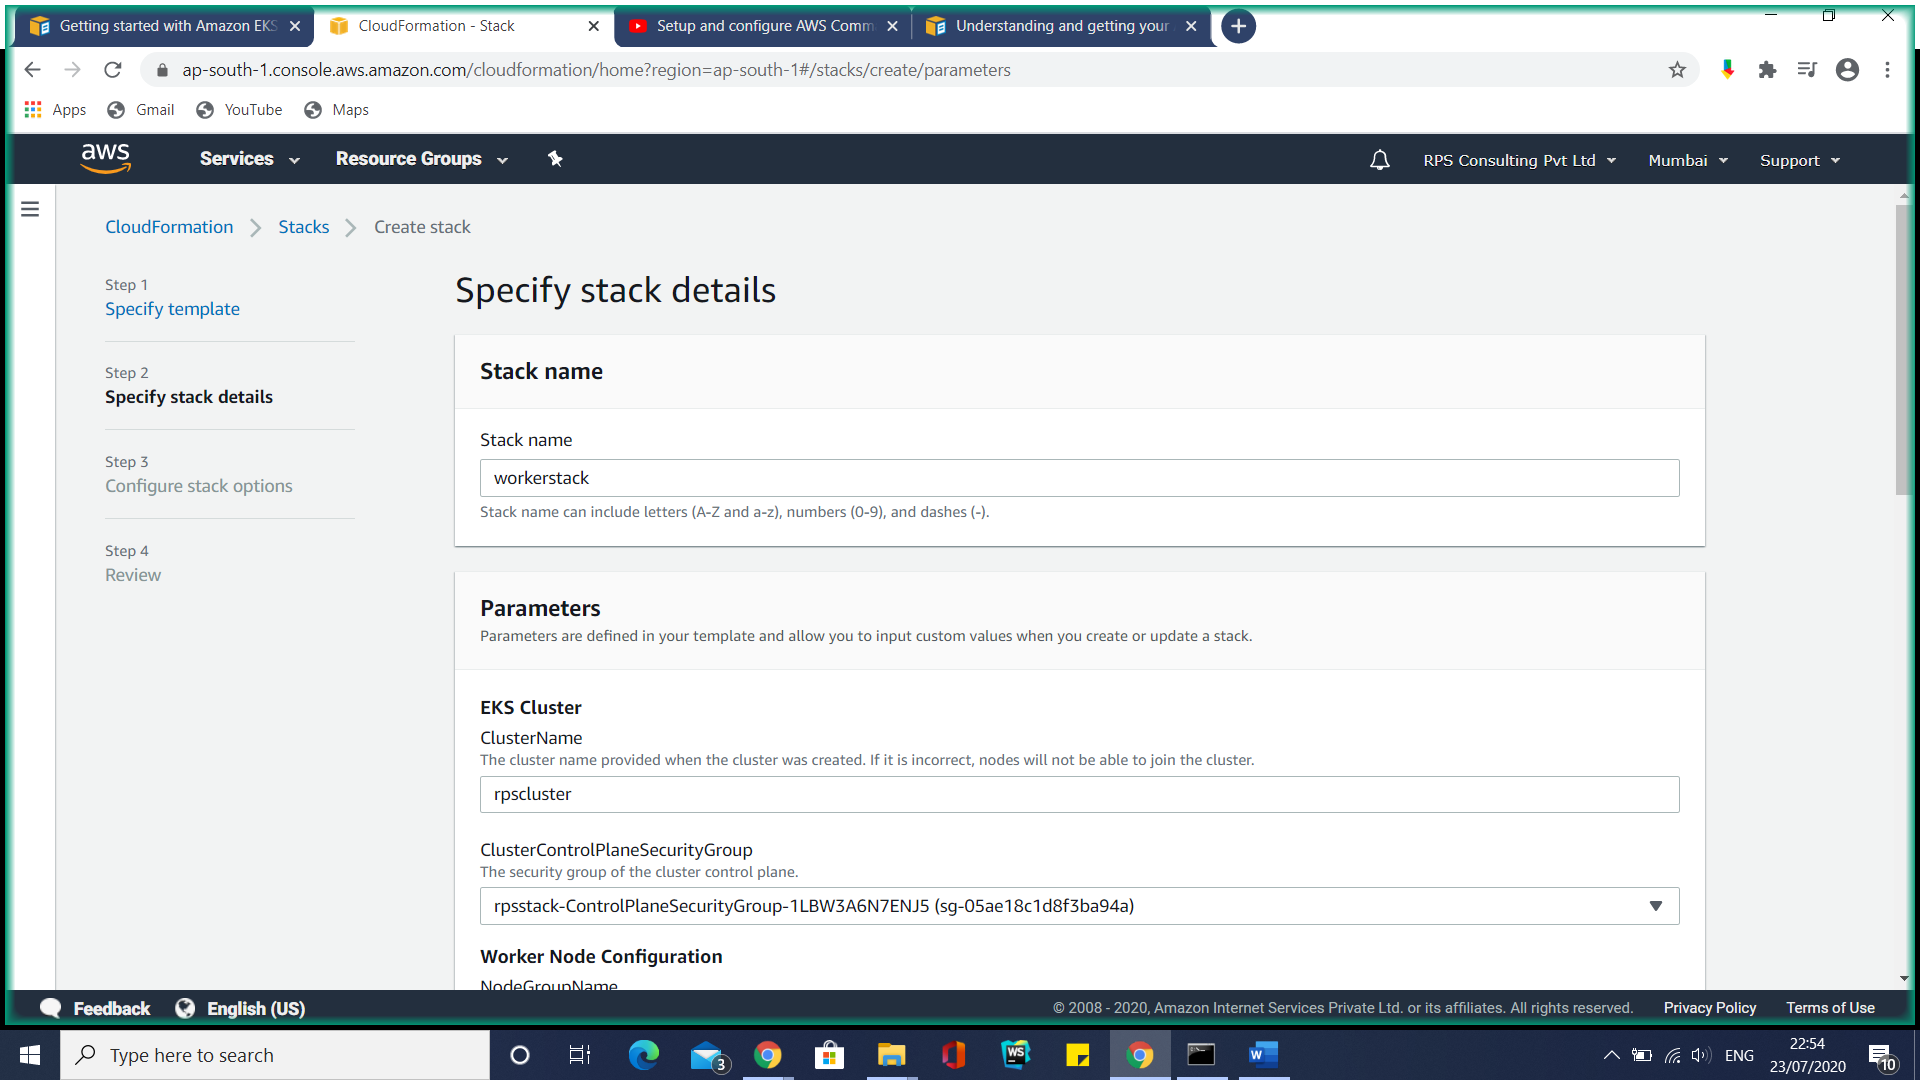 Getting started with Amazon EKS
CloudFormation - Stack
Setup and configure AWS Comm
Understanding and getting your
ap-south-1.console.aws.amazon.com/cloudformation/home?region=ap-south-1#/stacks/create/parameters
Apps
Gmail
YouTube
Maps
aws
Services
Resource Groups
RPS Consulting Pvt Ltd
Mumbai
Support
CloudFormation
Stacks
Create stack
Step 1
Specify template
Step 2
Specify stack details
Step 3
Configure stack options
Step 4
Review
Specify stack details
Stack name
Stack name
workerstack
Stack name can include letters (A-Z and a-z), numbers (0-9), and dashes (-).
Parameters
Parameters are defined in your template and allow you to input custom values when you create or update a stack.
EKS Cluster
ClusterName
The cluster name provided when the cluster was created. If it is incorrect, nodes will not be able to join the cluster.
rpscluster
ClusterControlPlaneSecurityGroup
The security group of the cluster control plane.
rpsstack-ControlPlaneSecurityGroup-1LBW3A6N7ENJ5 (sg-05ae18c1d8f3ba94a)
Worker Node Configuration
NodeGroupName
Feedback
English (US)
© 2008 - 2020, Amazon Internet Services Private Ltd. or its affiliates. All rights reserved.
Privacy Policy
Terms of Use
Type here to search
3
WS
W
ENG
22:54
23/07/2020
10